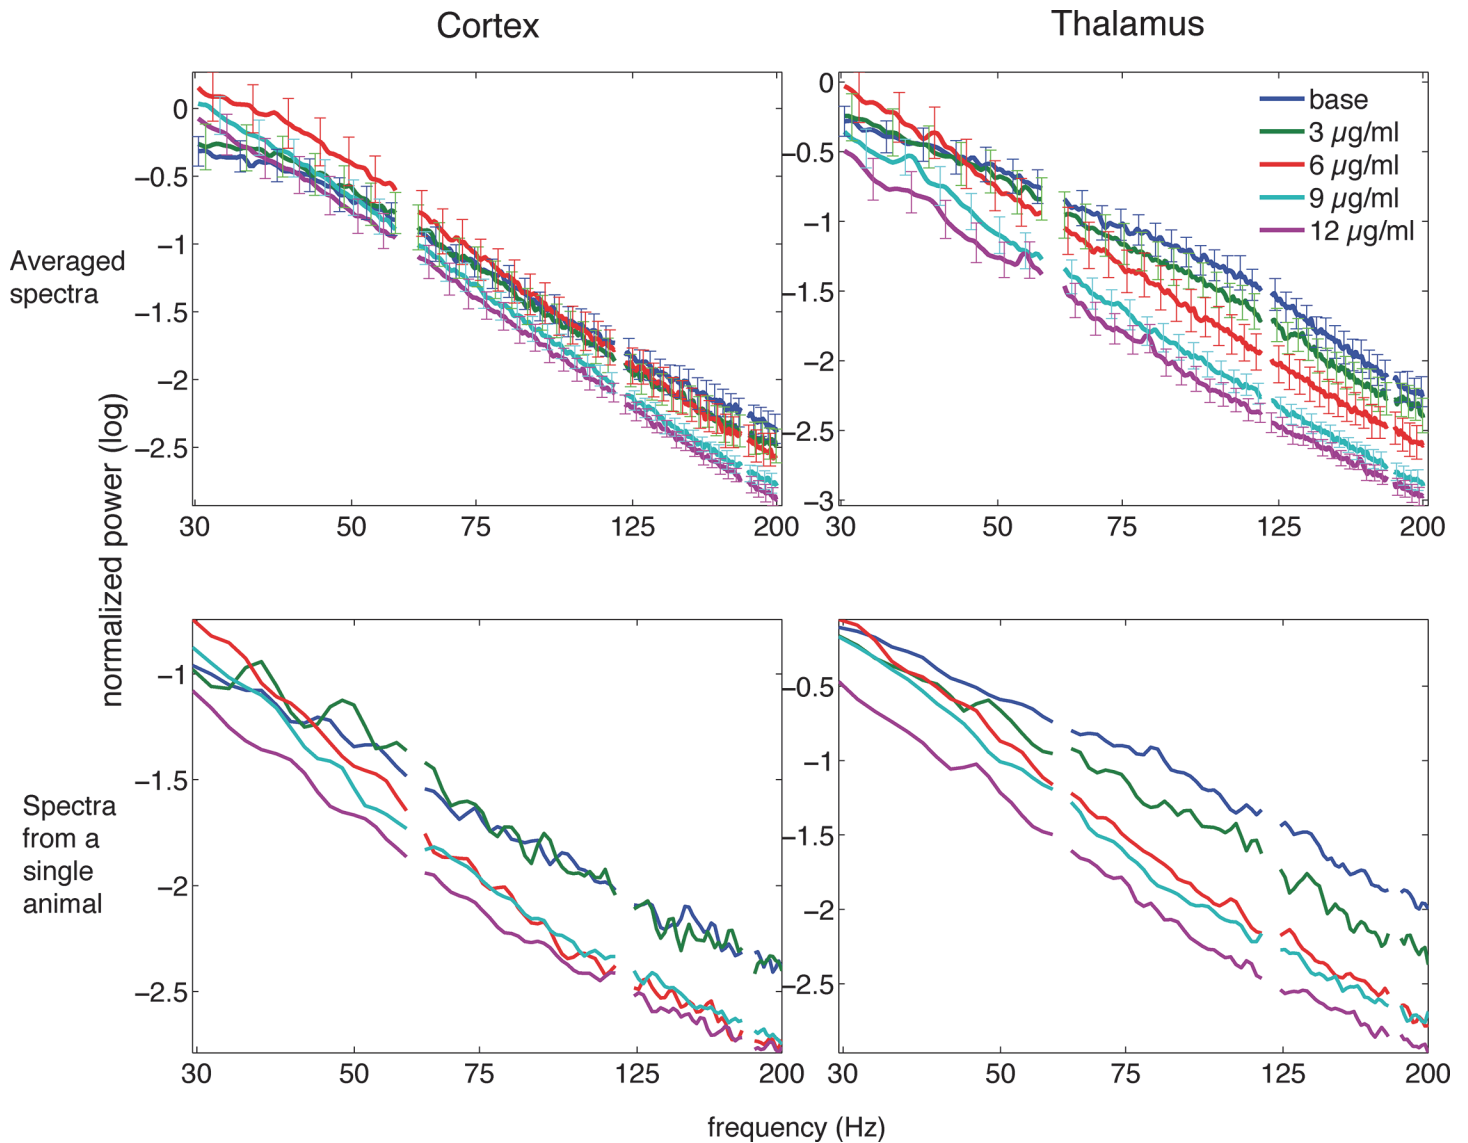 Cortex
Thalamus
Averaged
spectra
normalized power (log)
0
−0.5
−1
−1.5
−2
−2.5
30
50
75
125
200
0
−0.5
−1
−1.5
−2
−2.5
−3
30
50
75
125
200
base
3 µg/ml
6 µg/ml
9 µg/ml
12 µg/ml
Spectra
from a
single
animal
−1
−1.5
−2
−2.5
30
50
75
125
200
−0.5
−1
−1.5
−2
−2.5
30
50
75
125
200
frequency (Hz)